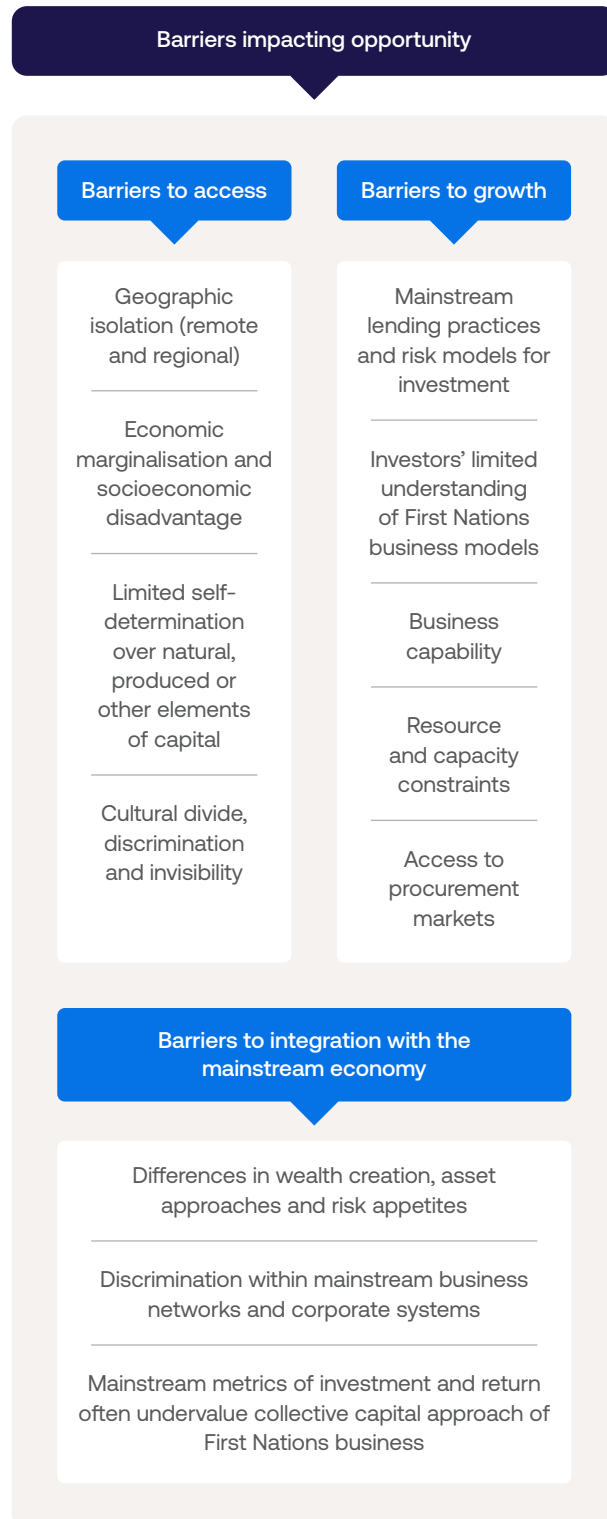 Barriers impacting opportunity
Barriers to access
Geographic
isolation (remote
and regional)
Economic
marginalisation and
socioeconomic
disadvantage
Limited self-
determination
over natural,
produced or
other elements
of capital
Cultural divide,
discrimination
and invisibility
Barriers to growth
Mainstream
lending practices
and risk models for
investment
Investors’ limited
understanding
of First Nations
business models
Business
capability
Resource
and capacity
constraints
Access to
procurement
markets
Barriers to integration with the
mainstream economy
Differences in wealth creation, asset
approaches and risk appetites
Discrimination within mainstream business
networks and corporate systems
Mainstream metrics of investment and return
often undervalue collective capital approach of
First Nations business